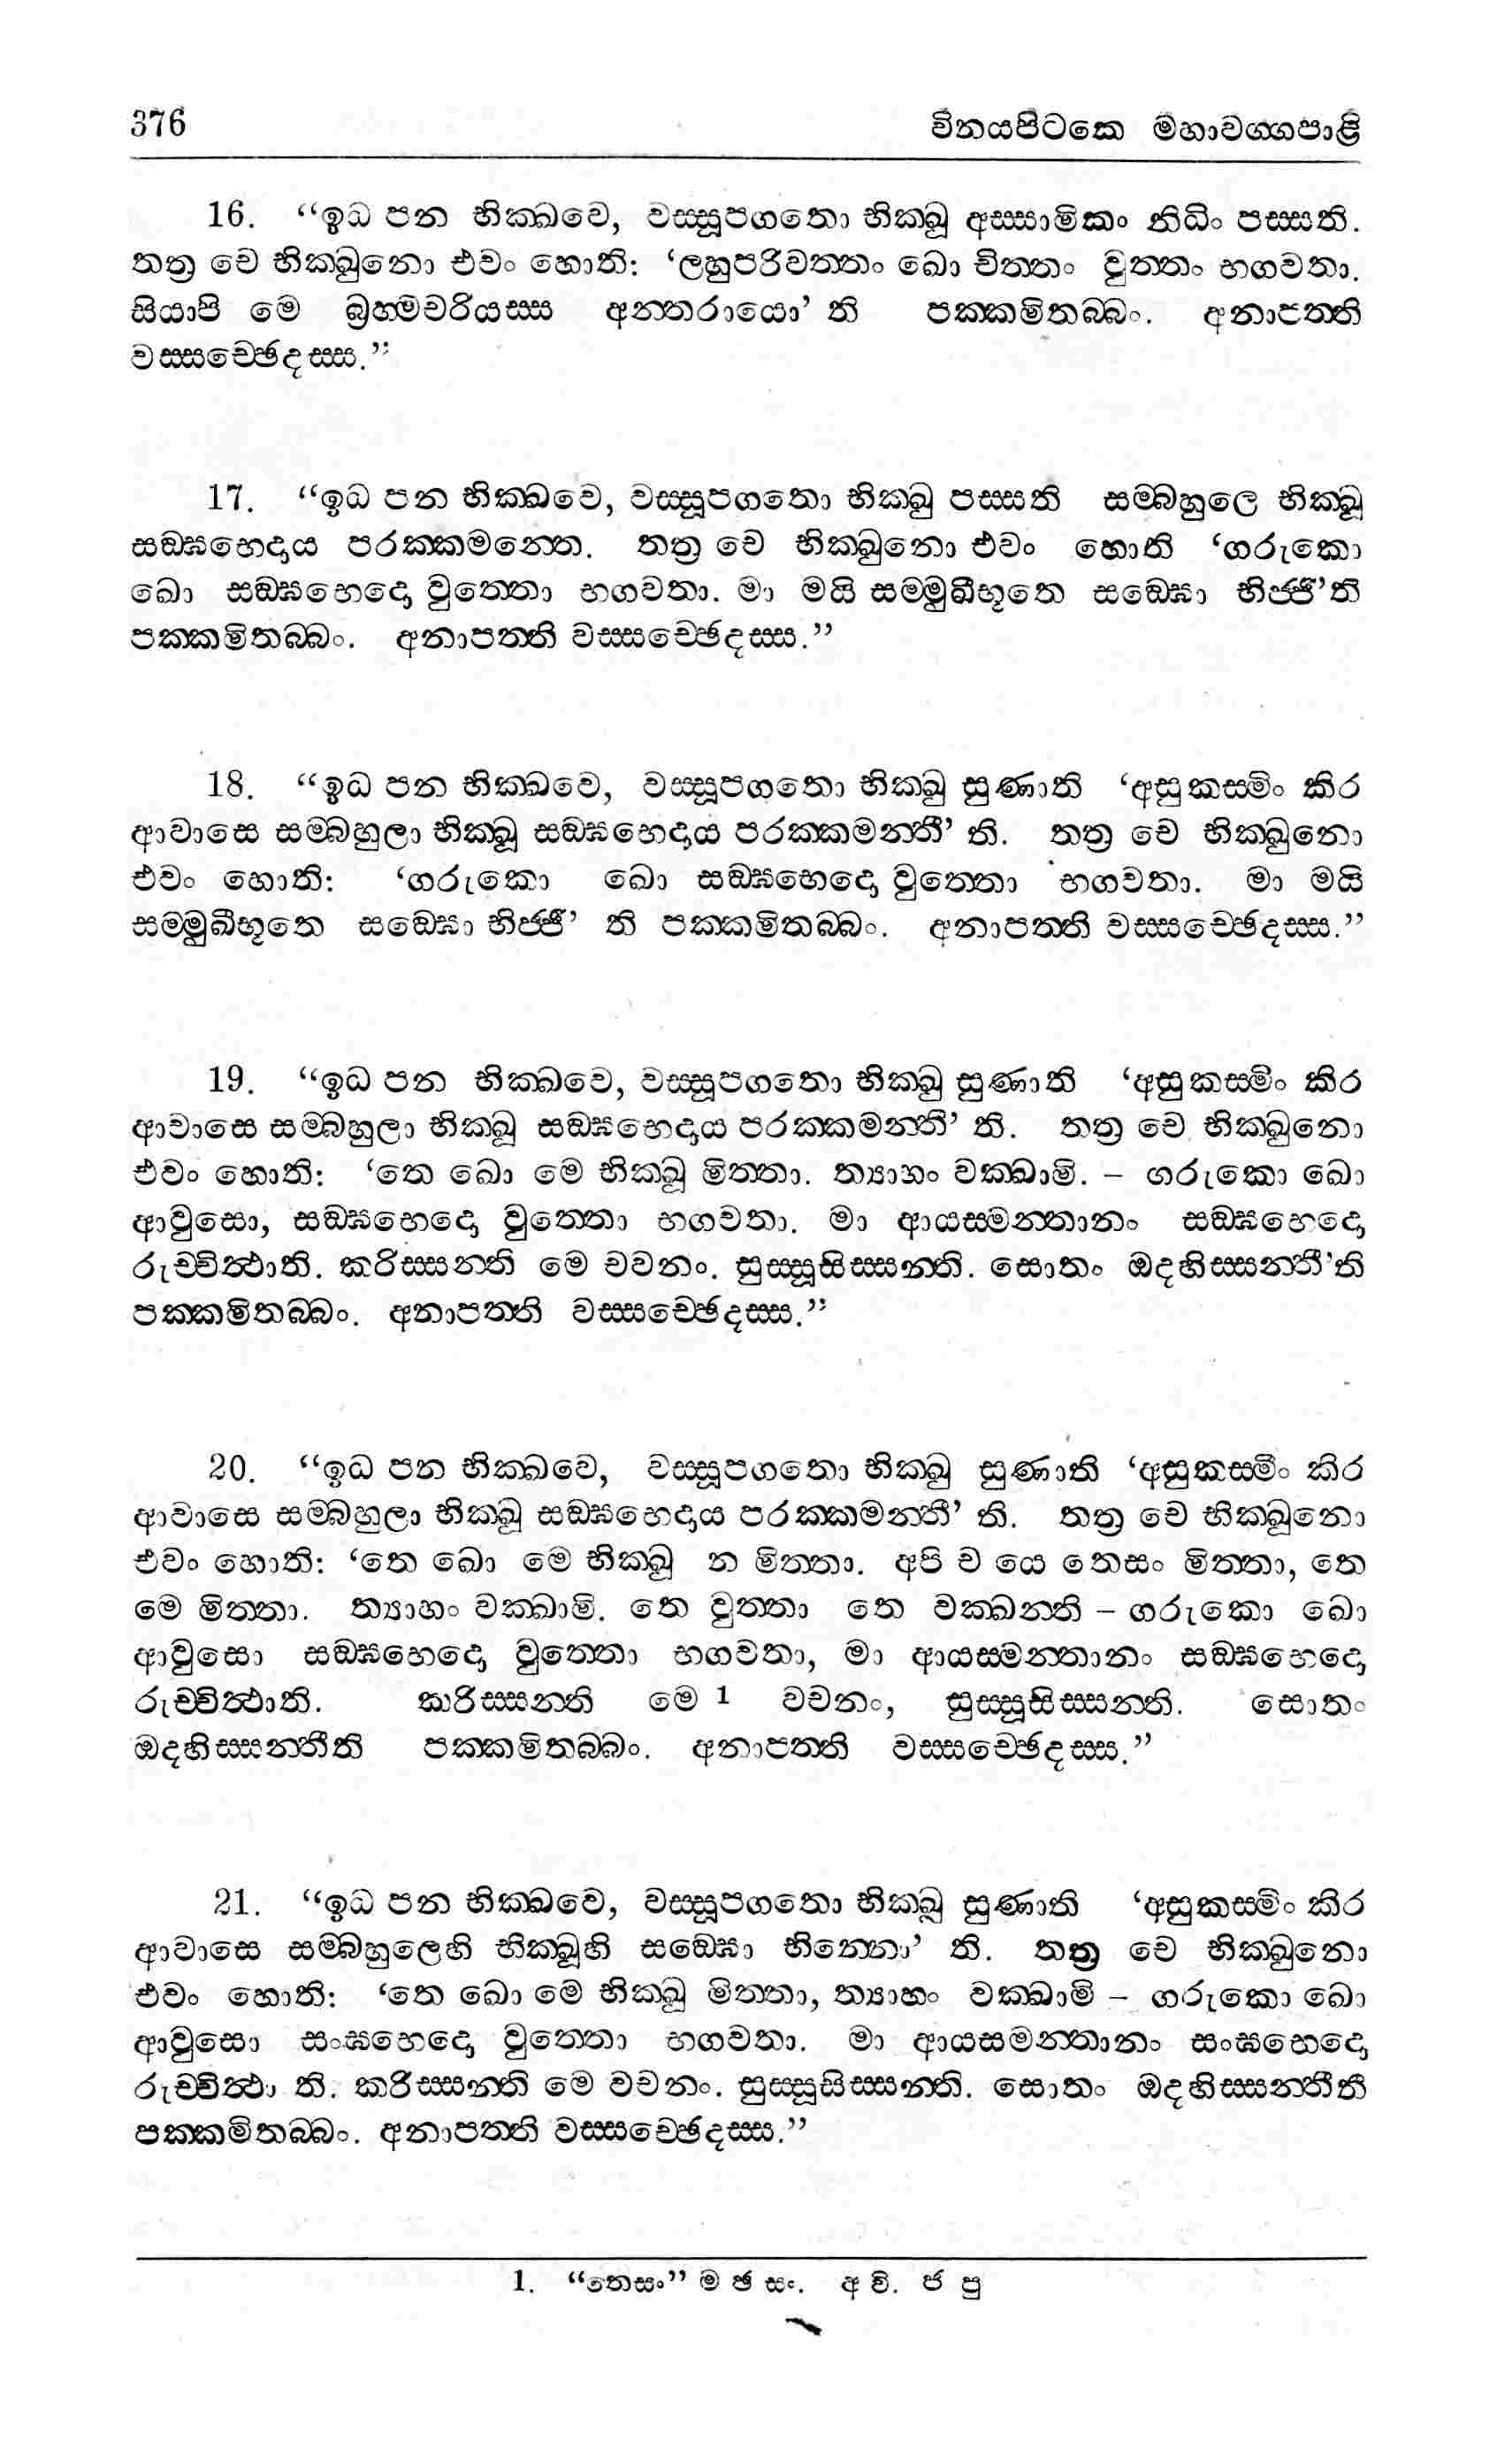 376 විනයපිටකෙ මහාවග්ගපාළි
16. “ඉධ පන භික්ඛවෙ, වස්සූපගතො භික්ඛූ අස්සාමිකං නිධිං පස්සති.
තත්‍ර චෙ භික්ඛුනො එවං හොති: ‘ලහුපරිවත්තං ඛො චිත්තං වුත්තං භගවතා.
සියාපි මෙ බ්‍රහ්මචරියස්ස අන්තරායො’ ති පක්කමිතබ්බං. අනාපත්ති
වස්සච්ඡෙදස්ස.”
17. “ඉධ පන භික්ඛවෙ, වස්සූපගතො භික්ඛු පස්සති සම්බහුලෙ භික්ඛූ
සඞ්ඝභෙදාය පරක්කමන්තෙ. තත්‍ර චෙ භික්ඛුනො එවං හොති ‘ගරුකො
ඛො සඞ්ඝභෙදො වුත්තො භගවතා. මා මයි සම්මුඛීභූතෙ සඞ්ඝො භිජ්ජී’ති
පක්කමිතබ්බං. අනාපත්ති වස්සච්ඡෙදස්ස.”
18. “ඉධ පන භික්ඛවෙ, වස්සූපගතො භික්ඛු සුණාති ‘අසුකස්මිං කිර
ආවාසෙ සම්බහුලා භික්ඛූ සඞ්ඝභෙදාය පරක්කමන්තී’ ති. තත්‍ර චෙ භික්ඛුනො
එවං හොති: ‘ගරුකො ඛො සඞ්ඝභෙදො වුත්තො භගවතා. මා මයි
සම්මුඛීභූතෙ සඞ්ඝො භිජ්ජී’ ති පක්කමිතබ්බං. අනාපත්ති වස්සච්ඡෙදස්ස.”
19. “ඉධ පන භික්ඛවෙ, වස්සූපගතො භික්ඛු සුණාති ‘අසුකස්මිං කිර
ආවාසෙ සම්බහුලා භික්ඛූ සඞ්ඝභෙදාය පරක්කමන්තී’ ති. තත්‍ර චෙ භික්ඛුනො
එවං හොති: ‘තෙ ඛො මෙ භික්ඛූ මිත්තා. ත්‍යාහං වක්ඛාමි. – ගරුකො ඛො
ආවුසො, සඞ්ඝභෙදො වුත්තො භගවතා. මා ආයස්මන්තානං සඞ්ඝභෙදො
රුච්චිත්ථාති. කරිස්සන්ති මෙ වචනං. සුස්සූසිස්සන්ති. සොතං ඔදහිස්සන්තී’ති
පක්කමිතබ්බං. අනාපත්ති වස්සච්ඡෙදස්ස.”
20. “ඉධ පන භික්ඛවෙ, වස්සූපගතො භික්ඛු සුණාති ‘අසුකස්මිං කිර
ආවාසෙ සම්බහුලා භික්ඛූ සඞ්ඝභෙදාය පරක්කමන්තී’ ති. තත්‍ර චෙ භික්ඛුනො
එවං හොති: ‘තෙ ඛො මෙ භික්ඛූ න මිත්තා. අපි ච යෙ තෙසං මිත්තා, තෙ
මෙ මිත්තා. ත්‍යාහං වක්ඛාමි. තෙ වුත්තා තෙ වක්ඛන්ති – ගරුකො ඛො
ආවුසො සඞ්ඝභෙදො වුත්තො භගවතා, මා ආයස්මන්තානං සඞ්ඝභෙදො
රුච්චිත්ථාති. කාරිස්සන්ති මෙ 1 වචනං, සුස්සූසිස්සන්ති. සොතං
ඔදහිස්සන්තීති පක්කමිතබ්බං. අනාපත්ති වස්සච්ඡෙදස්ස.”
21. “ඉධ පන භික්ඛවෙ, වස්සූපගතො භික්ඛු සුණාති ‘අසුකස්මිං කිර
ආවාසෙ සම්බහුලෙහි භික්ඛූහි සඞ්ඝො භින්නො’ ති. තත්‍ර චෙ භික්ඛුනො
එවං හොති: ‘තෙ ඛො මෙ භික්ඛූ මිත්තා, ත්‍යාහං වක්ඛාමි – ගරුකො ඛො
ආවුසො සංඝභෙදො වුත්තො භගවතා. මා ආයස්මන්තානං සංඝභෙදො
රුච්චිත්ථා ති. කරිස්සන්ති මෙ වචනං. සුස්සූසිස්සන්ති. සොතං ඔදහිස්සන්තීති
පක්කමිතබ්බං. අනාපත්ති වස්සච්ඡෙදස්ස.”
1. “තෙසං” ම ඡ සං. අ වි. ජ පු